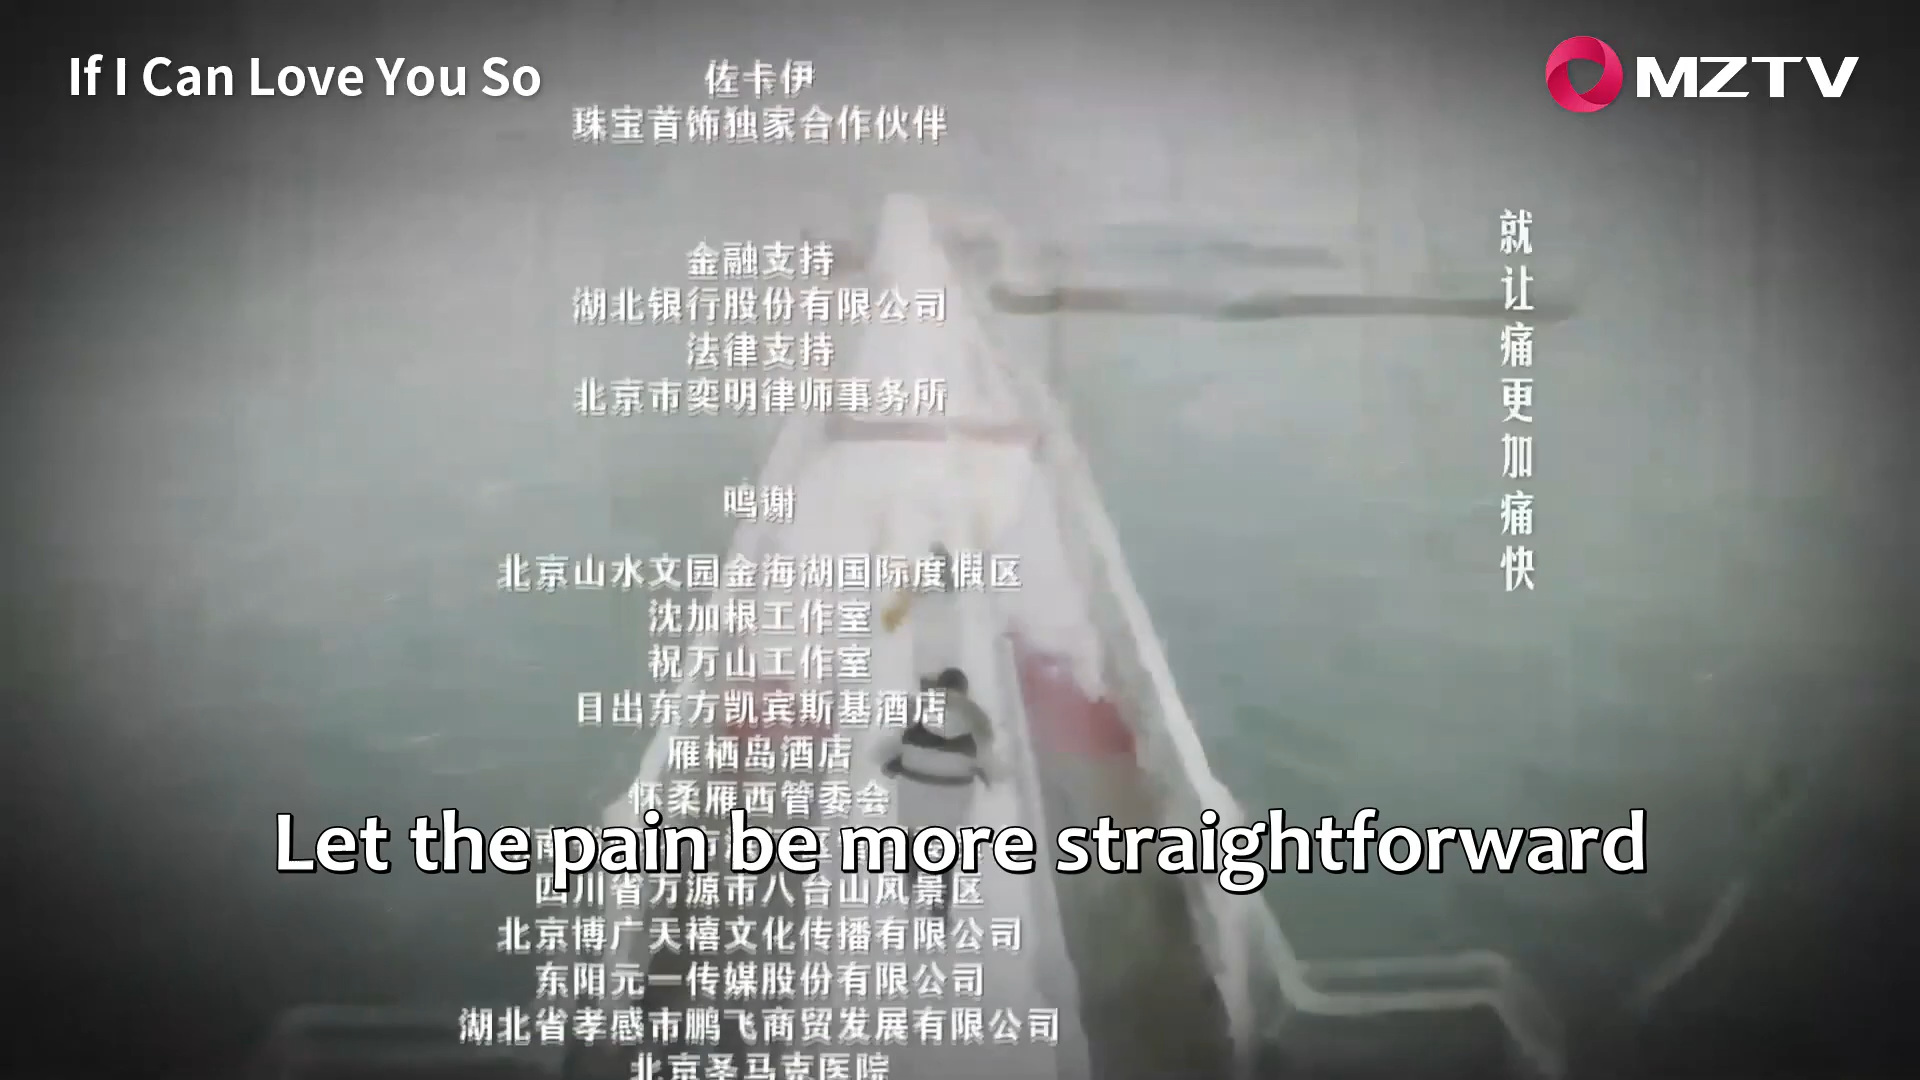 If I Can Love You So
MZTV
佐卡伊
珠宝首饰独家合作伙伴
金融支持
湖北银行股份有限公司
法律支持
北京市奕明律师事务所
鸣谢
北京山水文园金海湖国际度假区
沈加根工作室
祝万山工作室
日出东方凯宾斯基酒店
雁栖岛酒店
怀柔雁西管委会
四川省万源市八台山风景区
北京博广天禧文化传播有限公司
东阳元一传媒股份有限公司
湖北省孝感市鹏飞商贸发展有限公司
北京圣马克医院
就让痛更加痛快
Let the pain be more straightforward